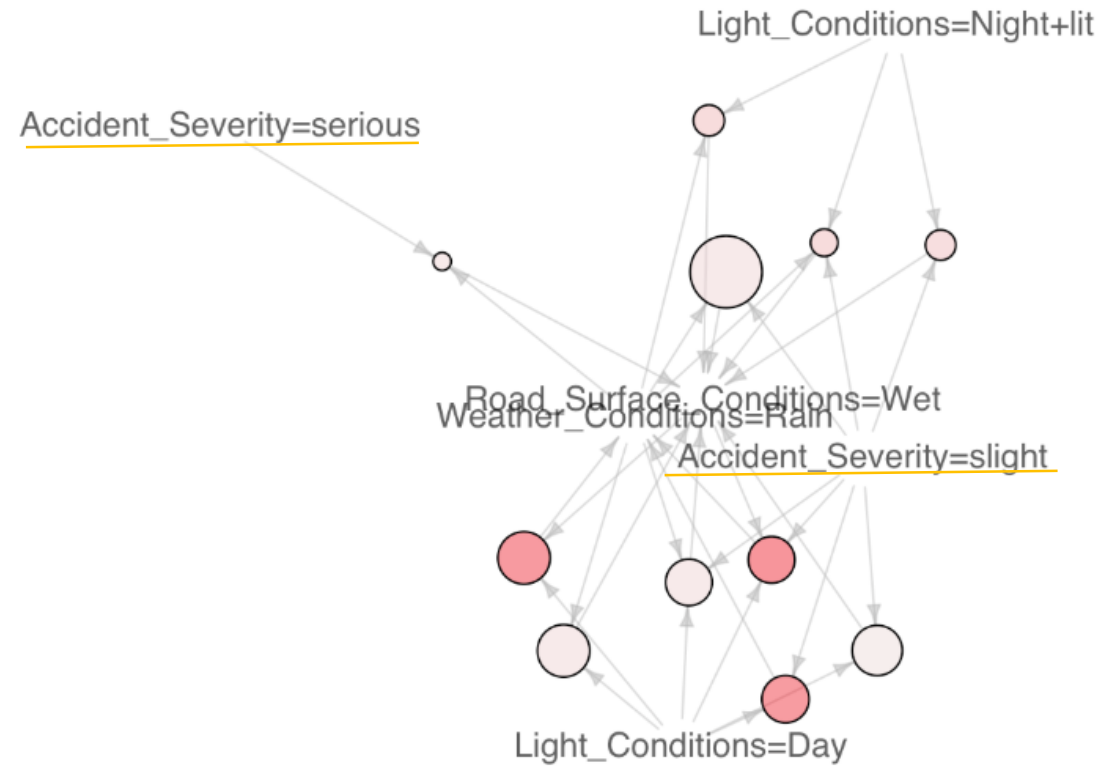 Light_Conditions=Night+lit
Accident_Severity=serious
Road_Surface_Conditions=Wet
Weather_Conditions=Rain
Accident_Severity=slight
Light_Conditions=Day